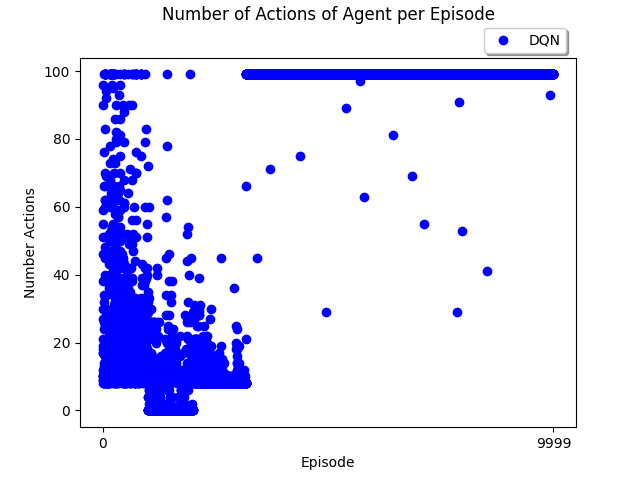 Number of Actions of Agent per Episode
DQN
100
80
60
40
20
0
Number Actions
0
9999
Episode